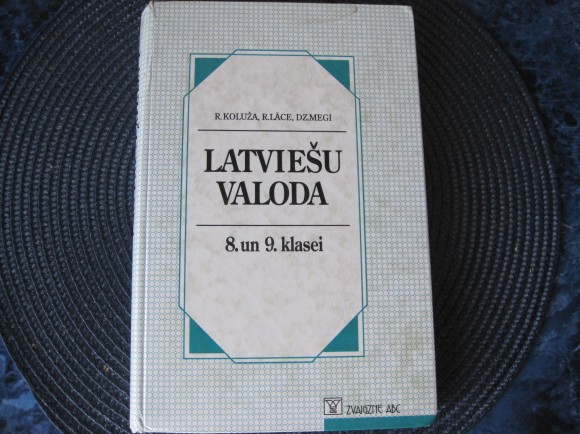 R.KOLUŽA, R.LĀCE, DZ.MEGI
LATVIEŠU
VALODA
8. un 9. klasei
ZVAIGZNE ABC